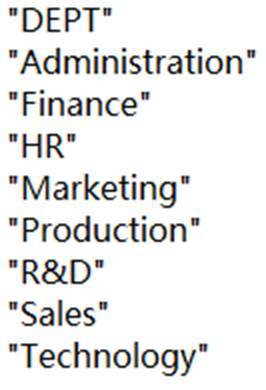 "DEPT"
"Administration"
"Finance"
"HR"
"Marketing"
"Production"
"R&D"
"Sales"
"Technology"